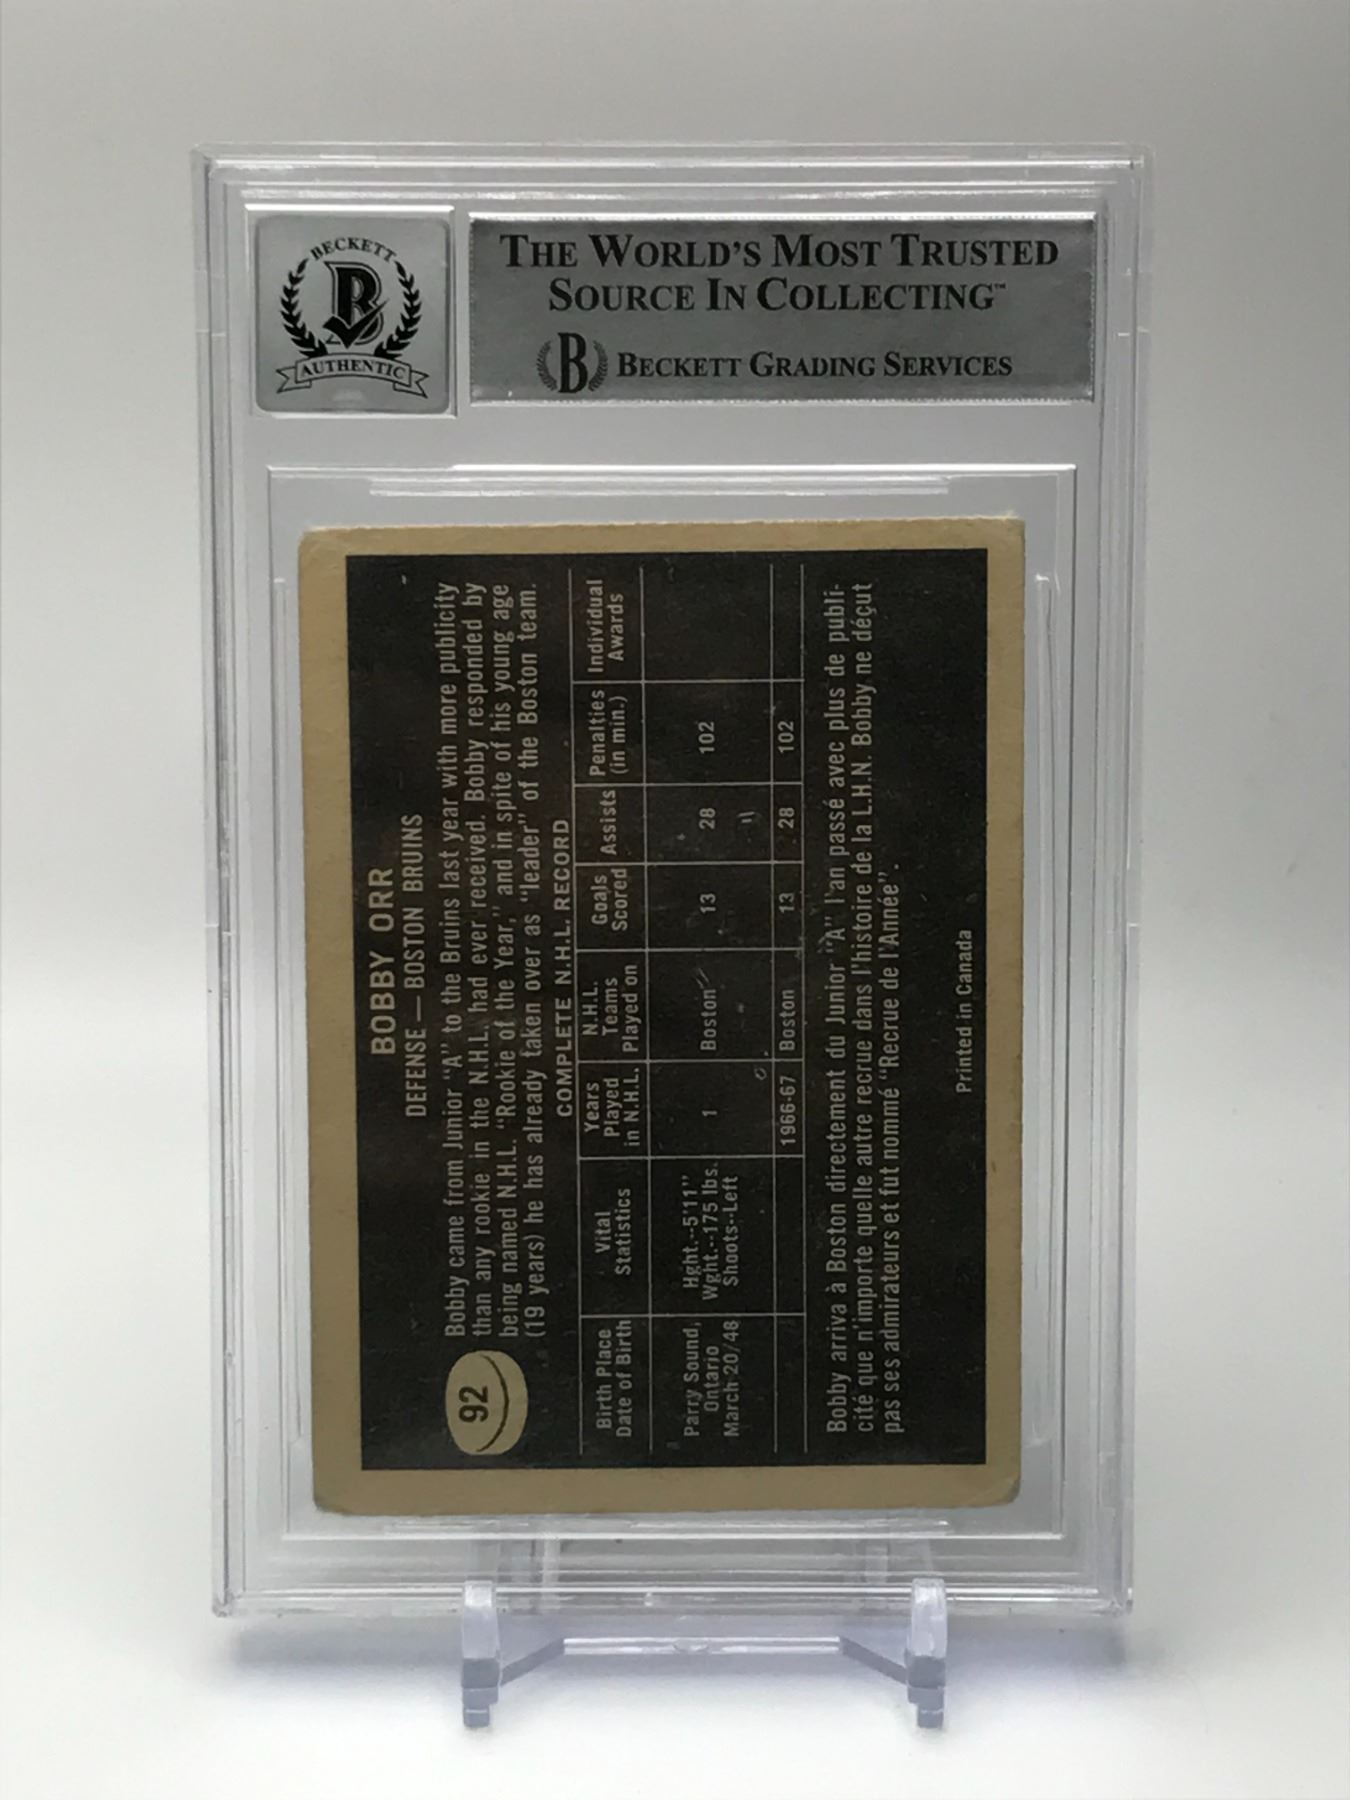 BECKETT
B
AUTHENTIC
THE WORLD'S MOST TRUSTED
SOURCE IN COLLECTING™
B BECKETT GRADING SERVICES
BOBBY ORR
DEFENSE — BOSTON BRUINS
92
Bobby came from Junior "A" to the Bruins last year with more publicity
than any rookie in the N.H.L. had ever received. Bobby responded by
being named N.H.L. "Rookie of the Year," and in spite of his young age
(19 years) he has already taken over as "leader" of the Boston team.
COMPLETE N.H.L. RECORD
Birth Place
Date of Birth
Vital
Statistics
Years
Played
in N.H.L.
N.H.L.
Teams
Played on
Goals
Scored
Assists
Penalties
(in min.)
Individual
Awards
Parry Sound,
Ontario
March 20/48
Hght.--5'11"
Wght.--175 lbs.
Shoots--Left
1
Boston
13
28
102
1966-67 Boston 13 28 102
Bobby arriva à Boston directement du Junior "A" l'an passé avec plus de publi-
cité que n'importe quelle autre recrue dans l'histoire de la L.H.N. Bobby ne déçut
pas ses admirateurs et fut nommé "Recrue de l'Année".
Printed in Canada